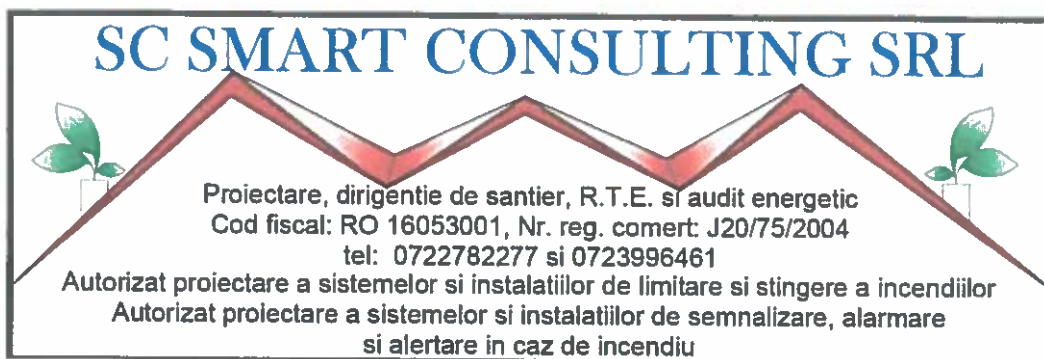 SC SMART CONSULTING SRL
Proiectare, dirigentie de santier, R.T.E. si audit energetic
Cod fiscal: RO 16053001, Nr. reg. comert: J20/75/2004
tel: 0722782277 si 0723996461
Autorizat proiectare a sistemelor si instalatiilor de limitare si stingere a incendiilor
Autorizat proiectare a sistemelor si instalatiilor de semnalizare, alarmare
si alertare in caz de incendiu